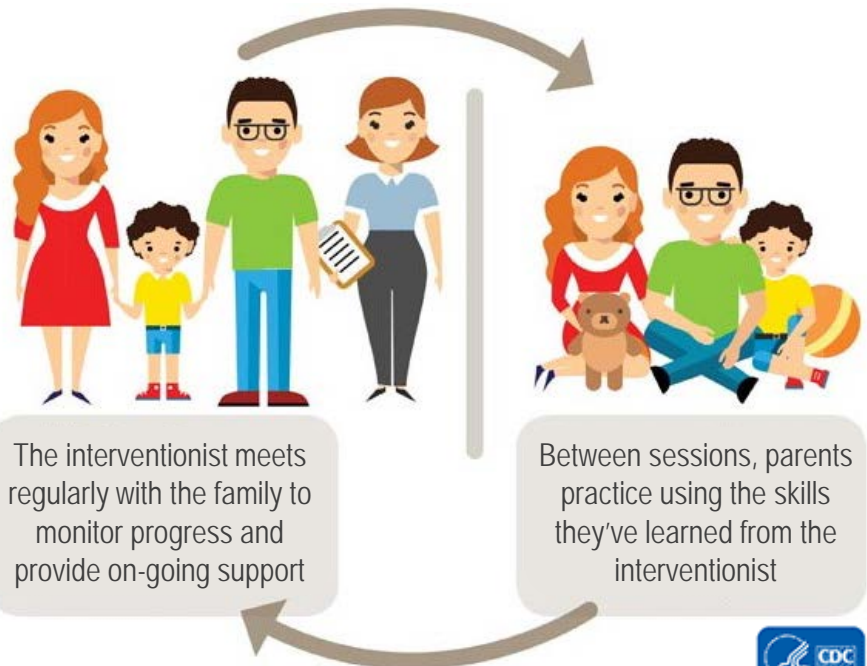 The interventionist meets
regularly with the family to
monitor progress and
provide on-going support
Between sessions, parents
practice using the skills
they've learned from the
interventionist
CDC